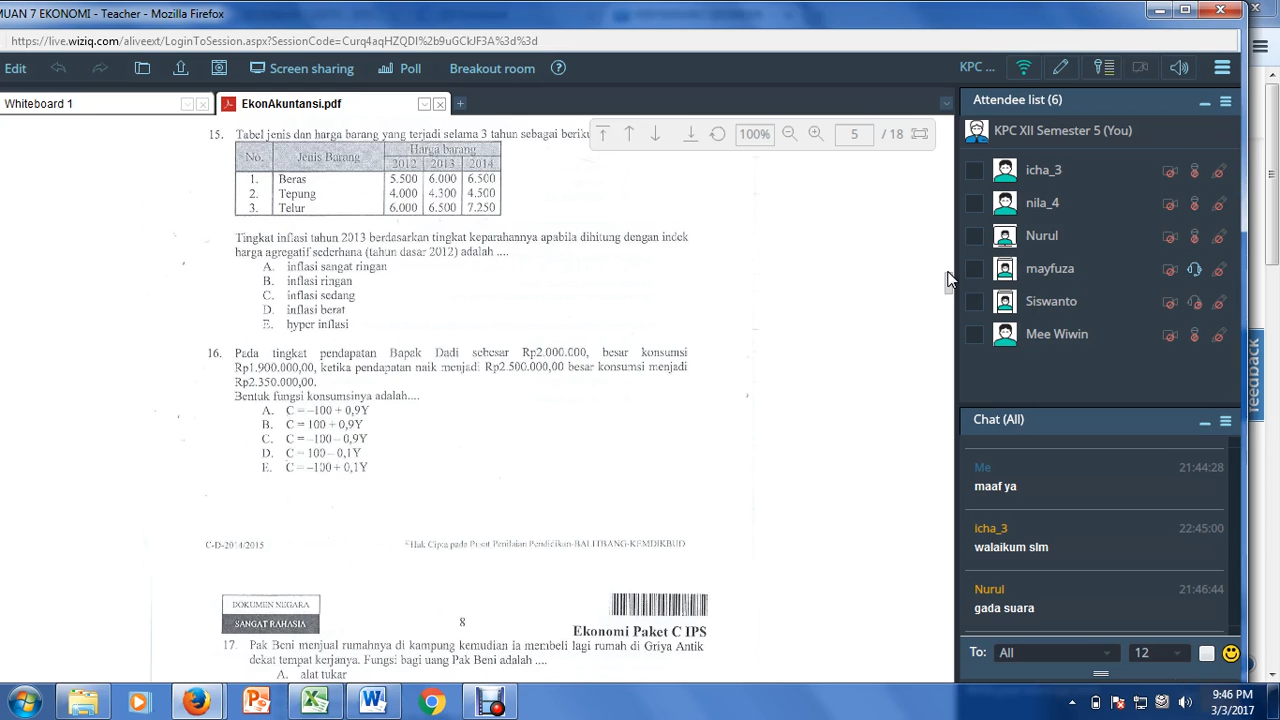 MUAN 7 EKONOMI - Teacher - Mozilla Firefox
https://live.wiziq.com/aliveext/LoginToSession.aspx?SessionCode=Curq4aqHZQDI%2b9uGCkJF3A%3d%3d
Edit
Screen sharing
Poll
Breakout room
KPC ...
Whiteboard 1
EkonAkuntansi.pdf
100%
5
/ 18
15. Tabel jenis dan harga barang yang terjadi selama 3 tahun sebagai beriku
No. Jenis Barang Harga barang
2012 2013 2014
1. Beras 5.500 6.000 6.500
2. Tepung 4.000 4.300 4.500
3. Telur 6.000 6.500 7.250
Tingkat inflasi tahun 2013 berdasarkan tingkat keparahannya apabila dihitung dengan indek
harga agregatif sederhana (tahun dasar 2012) adalah ....
A. inflasi sangat ringan
B. inflasi ringan
C. inflasi sedang
D. inflasi berat
E. hyper inflasi
16. Pada tingkat pendapatan Bapak Dadi sebesar Rp2.000.000, besar konsumsi
Rp1.900.000,00, ketika pendapatan naik menjadi Rp2.500.000,00 besar konsumsi menjadi
Rp2.350.000,00.
Bentuk fungsi konsumsinya adalah....
A. C = –100 + 0,9Y
B. C = 100 + 0,9Y
C. C = –100 – 0,9Y
D. C = 100 – 0,1Y
E. C = –100 + 0,1Y
C-D-2014/2015
©Hak Cipta pada Pusat Penilaian Pendidikan-BALITBANG-KEMDIKBUD
DOKUMEN NEGARA
SANGAT RAHASIA
8
Ekonomi Paket C IPS
17. Pak Beni menjual rumahnya di kampung kemudian ia membeli lagi rumah di Griya Antik
dekat tempat kerjanya. Fungsi bagi uang Pak Beni adalah ....
A. alat tukar
Attendee list (6)
KPC XII Semester 5 (You)
icha_3
nila_4
Nurul
mayfuza
Siswanto
Mee Wiwin
feedback
Chat (All)
Me 21:44:28
maaf ya
icha_3 22:45:00
walaikum slm
Nurul 21:46:44
gada suara
To: All 12
9:46 PM
3/3/2017